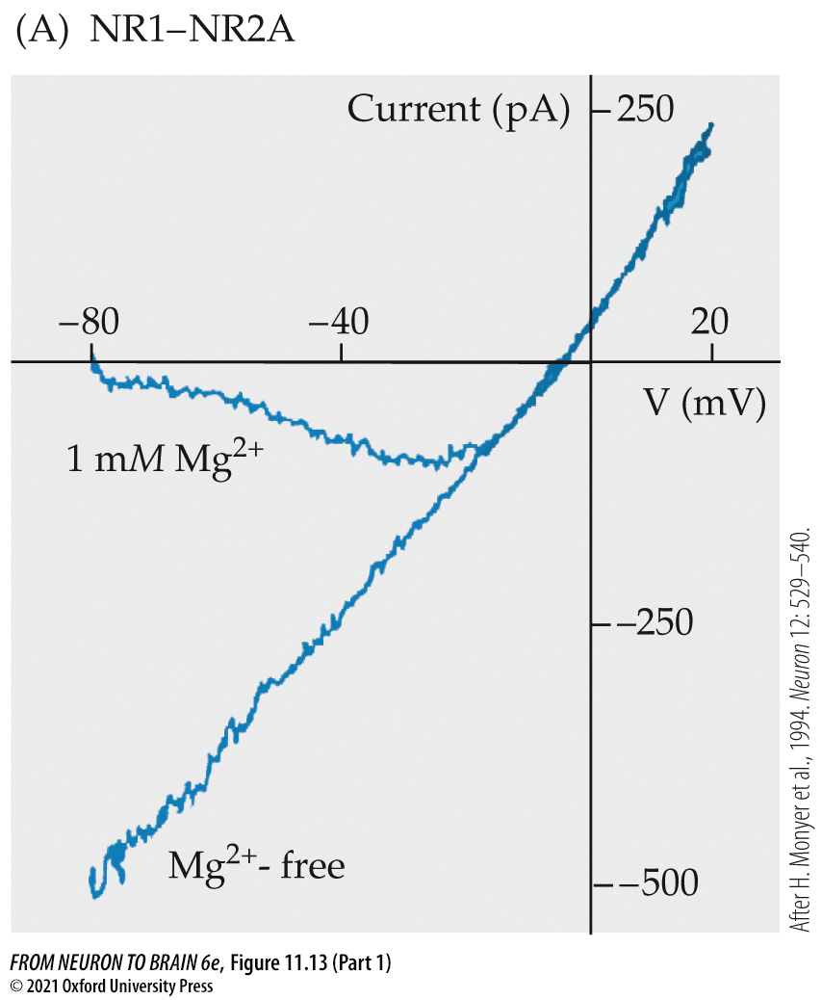 (A) NR1–NR2A
Current (pA)
250
−80
−40
20
V (mV)
1 mM Mg²⁺
−250
Mg²⁺- free
−500
After H. Monyer et al., 1994. Neuron 12: 529–540.
FROM NEURON TO BRAIN 6e, Figure 11.13 (Part 1)
© 2021 Oxford University Press